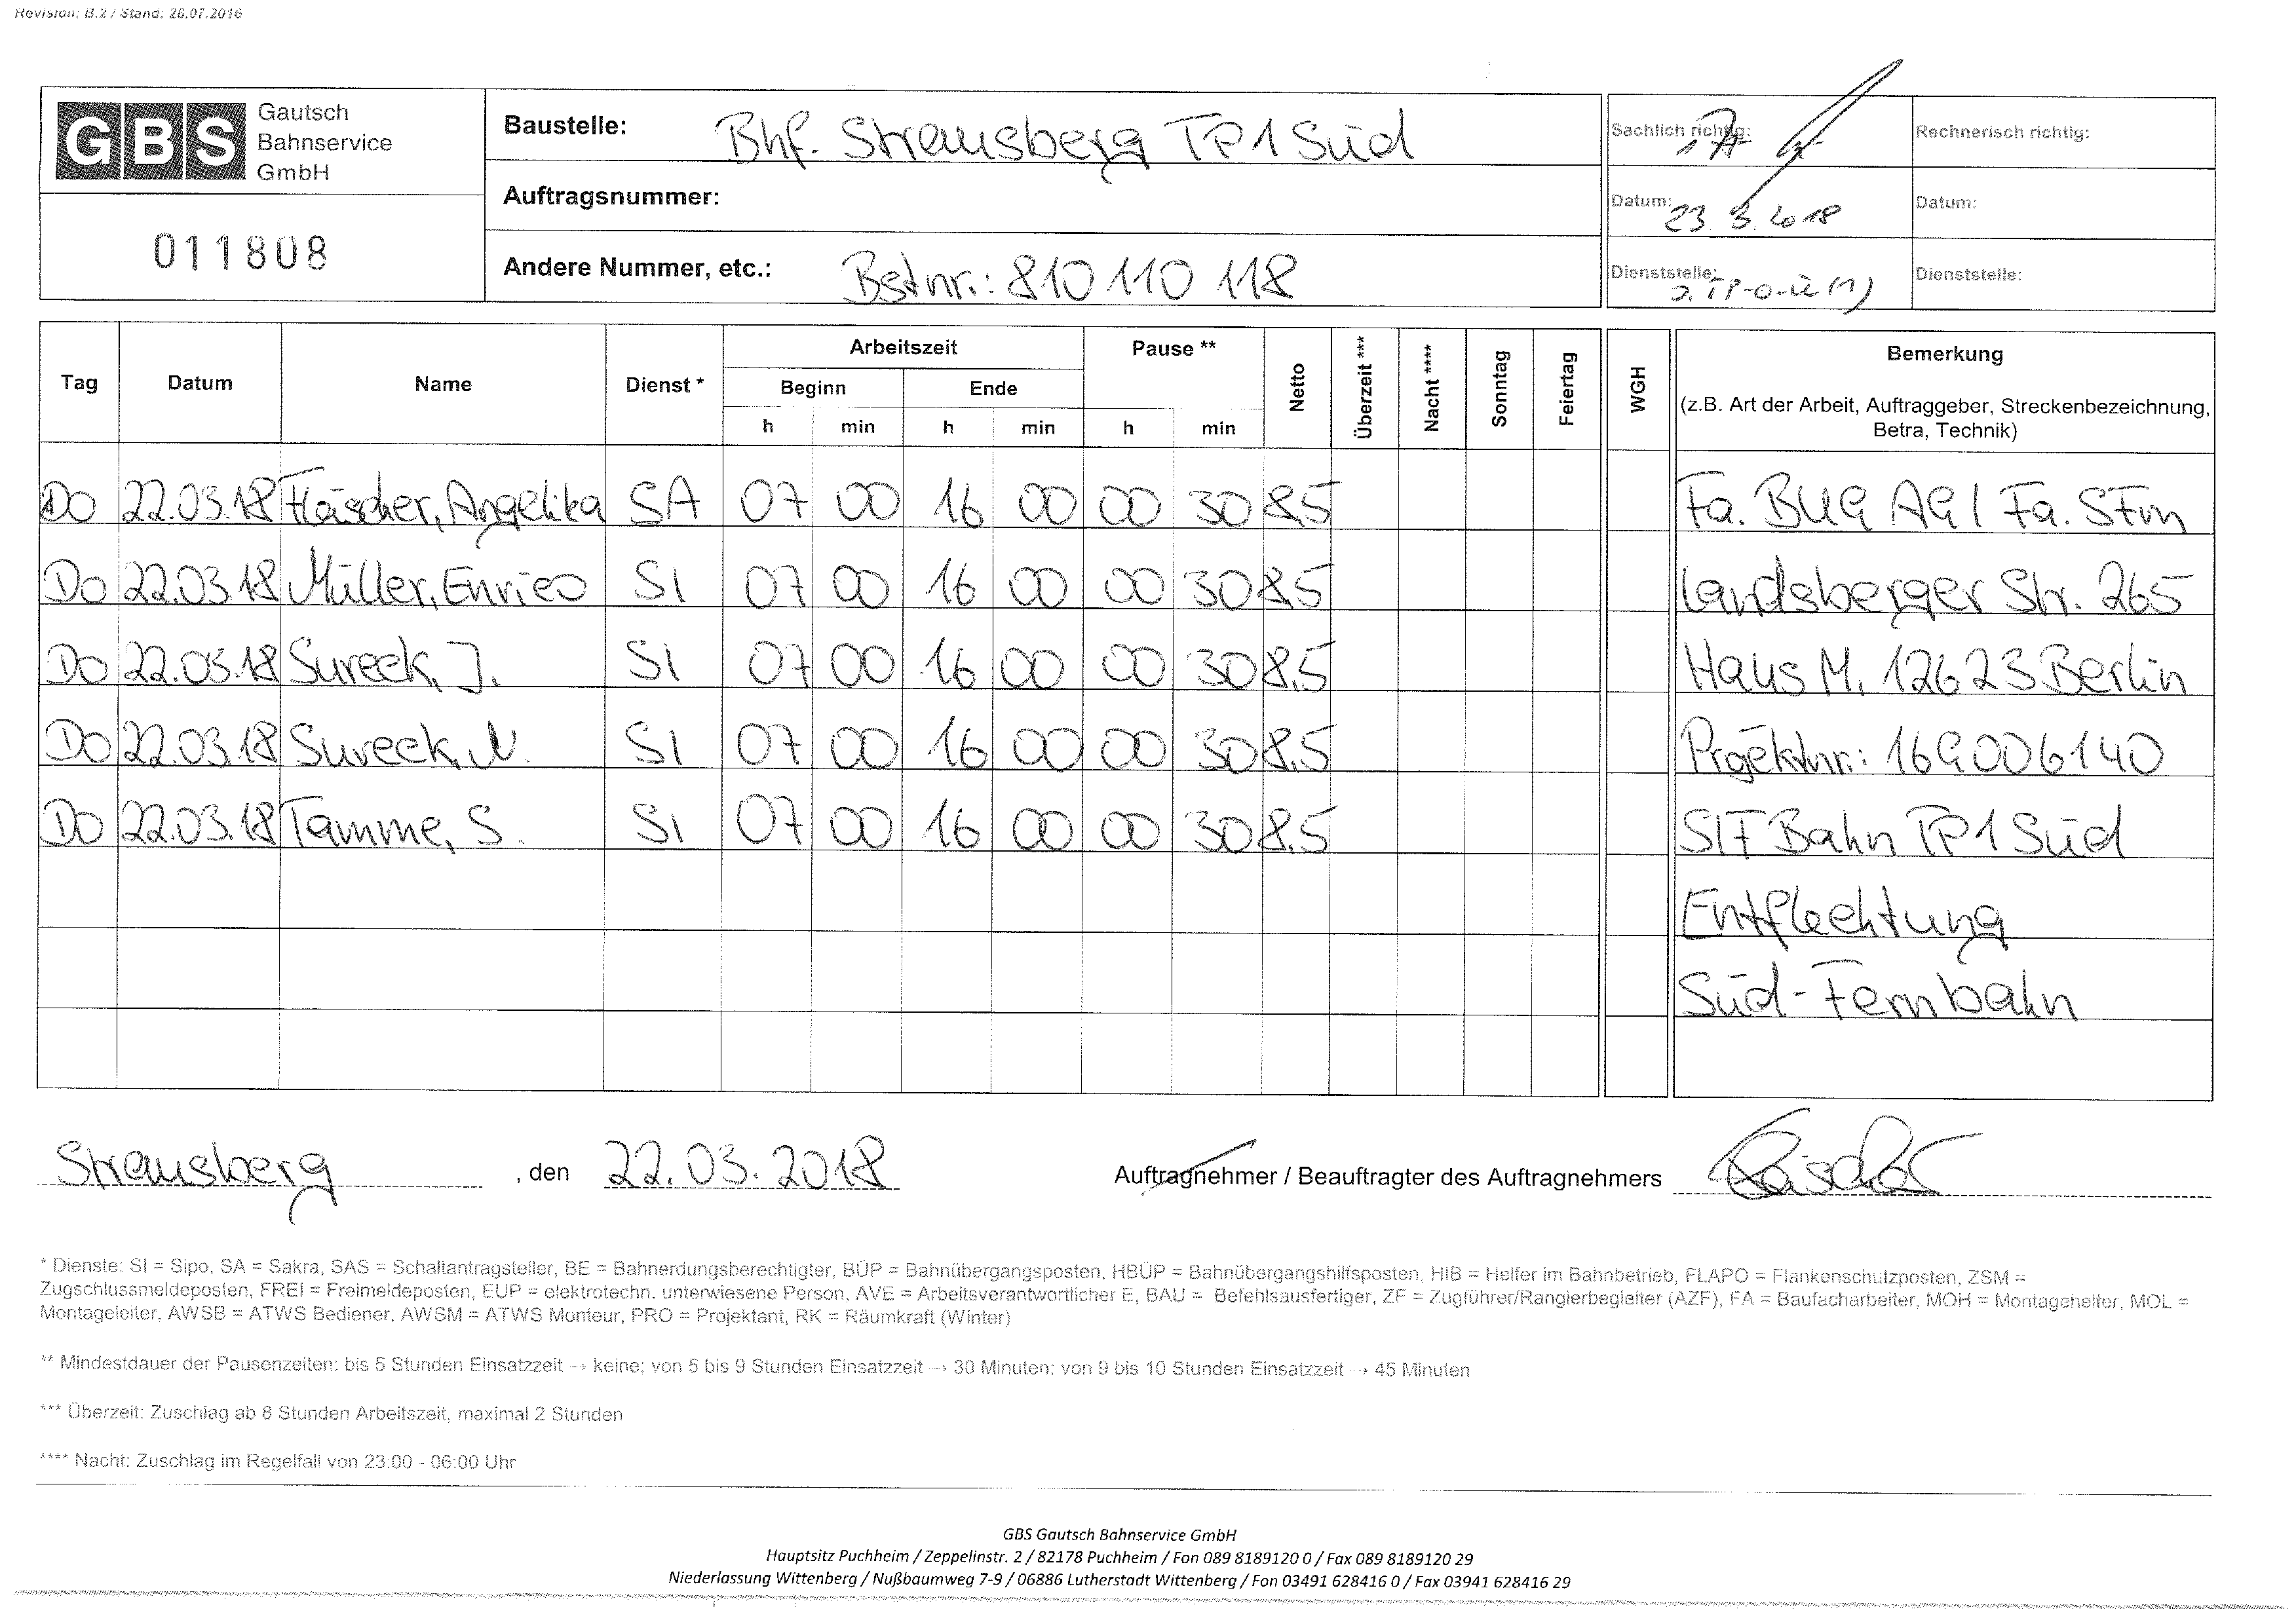 Revision: B.2 / Stand: 26.07.2016
GBS Gautsch Bahnservice GmbH
011808
Baustelle: Bhf. Strausberg TP1 Süd
Auftragsnummer:
Andere Nummer, etc.: Bstnr.: 810 110 118
Sachlich richtig:
Rechnerisch richtig:
Datum: 23.3.2018
Datum:
Dienststelle:
Dienststelle:
Tag Datum Name Dienst * Arbeitszeit Pause ** Netto Überzeit *** Nacht **** Sonntag Feiertag WGH Bemerkung
Beginn Ende
(z.B. Art der Arbeit, Auftraggeber, Streckenbezeichnung, Betra, Technik)
h min h min h min
Do 22.03.18 Fläscher, Angelika SA 07 00 16 00 00 30 8,5 Fa. BUG AG / Fa. STvn
Do 22.03.18 Müller, Enrico SI 07 00 16 00 00 30 8,5 Landsberger Str. 265
Do 22.03.18 Sureck, J. SI 07 00 16 00 00 30 8,5 Haus M, 12623 Berlin
Do 22.03.18 Sureck, N. SI 07 00 16 00 00 30 8,5 Projektnr.: 169006140
Do 22.03.18 Tamme, S. SI 07 00 16 00 00 30 8,5 SIF Bahn TP1 Süd
Entflechtung
Süd-Fernbahn
Strausberg , den 22.03.2018 Auftragnehmer / Beauftragter des Auftragnehmers
* Dienste: SI = Sipo, SA = Sakra, SAS = Schaltantragsteller, BE = Bahnerdungsberechtigter, BÜP = Bahnübergangsposten, HBÜP = Bahnübergangshilfsposten, HIB = Helfer im Bahnbetrieb, FLAPO = Flankenschutzposten, ZSM =
Zugschlussmeldeposten, FREI = Freimeldeposten, EUP = elektrotechn. unterwiesene Person, AVE = Arbeitsverantwortlicher E, BAU = Befehlsausfertiger, ZF = Zugführer/Rangierbegleiter (AZF), FA = Baufacharbeiter, MOH = Montagehelfer, MOL =
Montageleiter, AWSB = ATWS Bediener, AWSM = ATWS Monteur, PRO = Projektant, RK = Räumkraft (Winter)
** Mindestdauer der Pausenzeiten: bis 5 Stunden Einsatzzeit → keine; von 5 bis 9 Stunden Einsatzzeit → 30 Minuten; von 9 bis 10 Stunden Einsatzzeit → 45 Minuten
*** Überzeit: Zuschlag ab 8 Stunden Arbeitszeit, maximal 2 Stunden
**** Nacht: Zuschlag im Regelfall von 23:00 - 06:00 Uhr
GBS Gautsch Bahnservice GmbH
Hauptsitz Puchheim / Zeppelinstr. 2 / 82178 Puchheim / Fon 089 8189120 0 / Fax 089 8189120 29
Niederlassung Wittenberg / Nußbaumweg 7-9 / 06886 Lutherstadt Wittenberg / Fon 03491 628416 0 / Fax 03941 628416 29